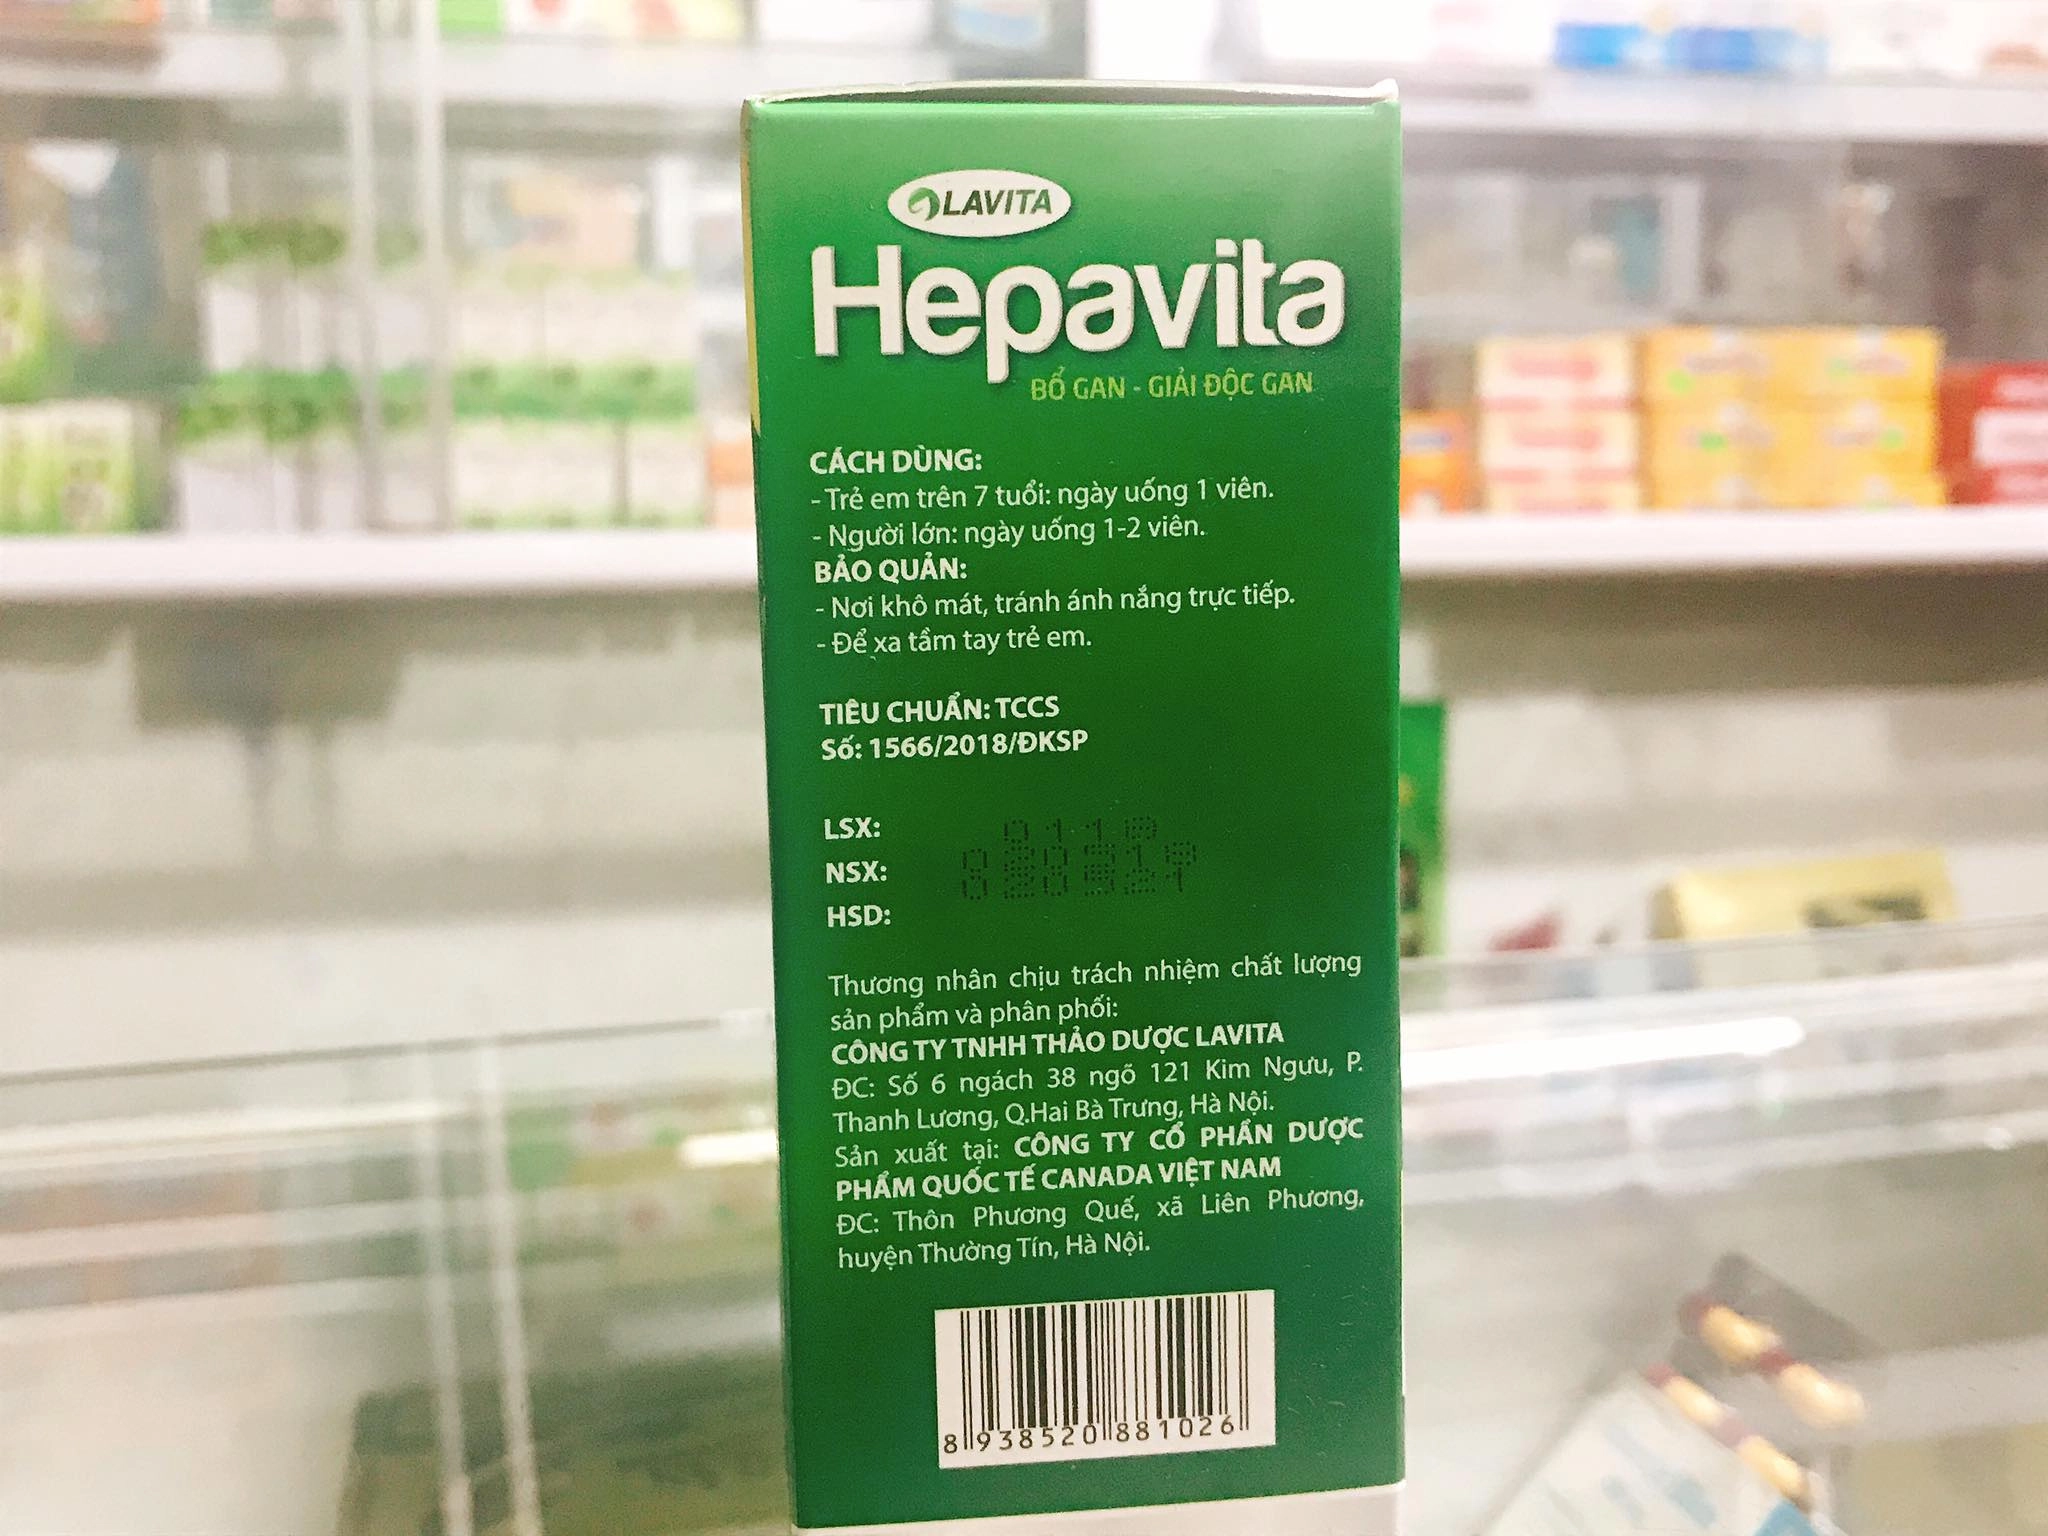 LAVITA
Hepavita
BỔ GAN - GIẢI ĐỘC GAN
CÁCH DÙNG:
- Trẻ em trên 7 tuổi: ngày uống 1 viên.
- Người lớn: ngày uống 1-2 viên.
BẢO QUẢN:
- Nơi khô mát, tránh ánh nắng trực tiếp.
- Để xa tầm tay trẻ em.
TIÊU CHUẨN: TCCS
Số: 1566/2018/ĐKSP
LSX:
NSX:
HSD:
Thương nhân chịu trách nhiệm chất lượng
sản phẩm và phân phối:
CÔNG TY TNHH THẢO DƯỢC LAVITA
ĐC: Số 6 ngách 38 ngõ 121 Kim Ngưu, P.
Thanh Lương, Q.Hai Bà Trưng, Hà Nội.
Sản xuất tại: CÔNG TY CỔ PHẦN DƯỢC
PHẨM QUỐC TẾ CANADA VIỆT NAM
ĐC: Thôn Phương Quế, xã Liên Phương,
huyện Thường Tín, Hà Nội.
8 938520 881026